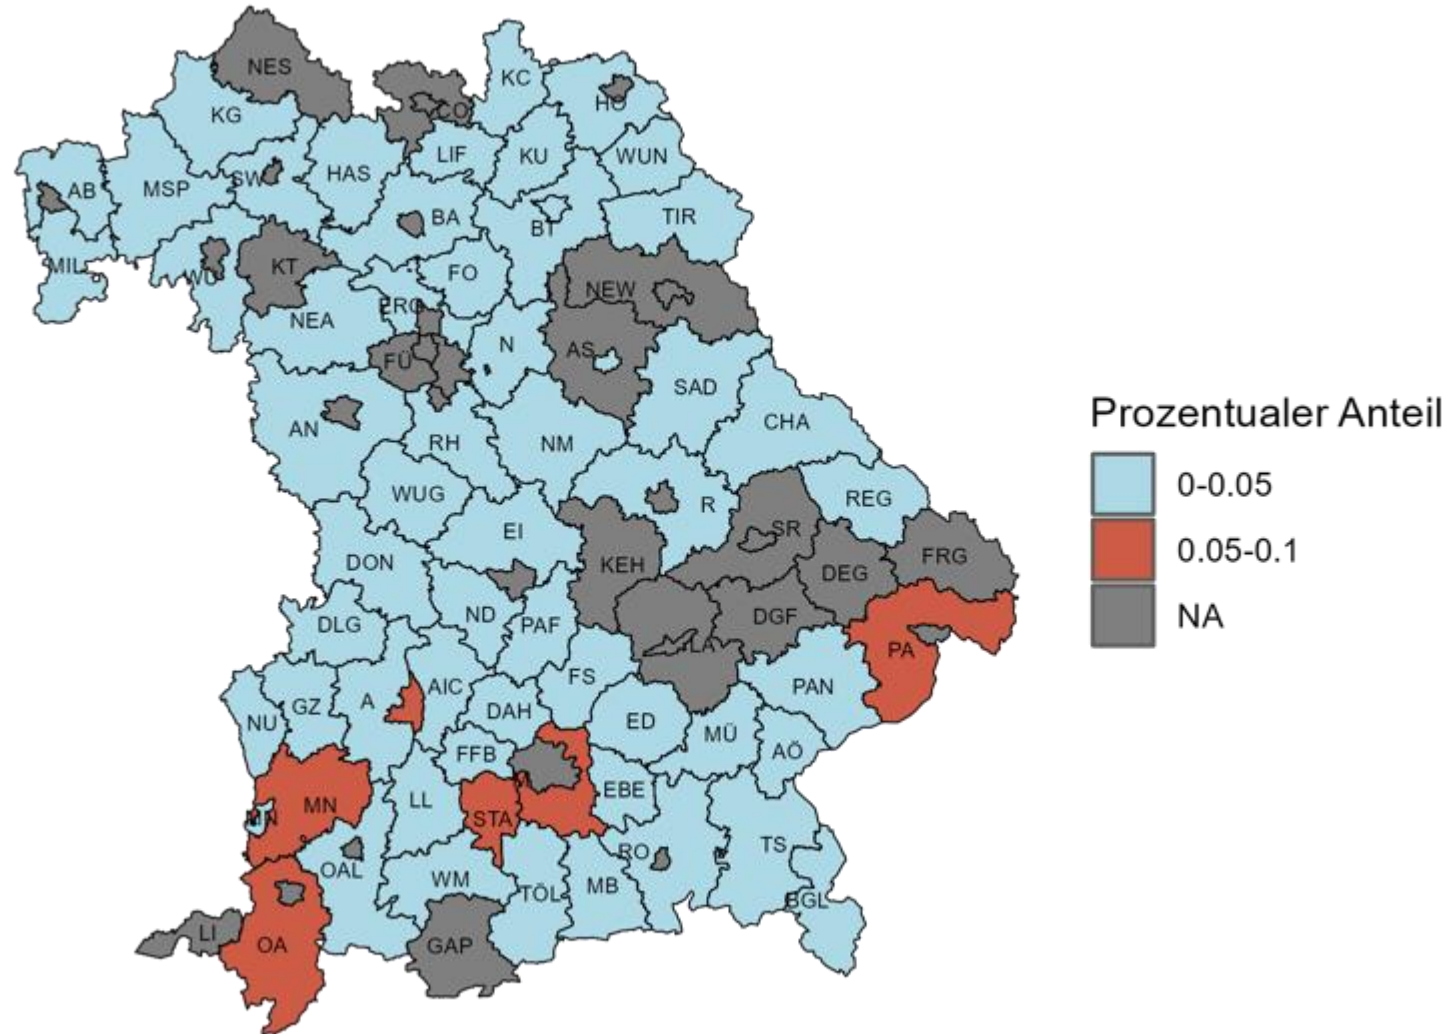 NES
KC
CO
HO
KG
LIF
KU
WUN
AB
MSP
SW
HAS
BA
BT
TIR
MIL
WÜ
KT
FO
NEW
NEA
ERC
N
FÜ
AS
SAD
AN
RH
NM
CHA
WUG
R
REG
EI
SR
FRG
DON
KEH
DEG
ND
PAF
DGF
DLG
LA
PA
AIC
FS
PAN
NU
GZ
A
DAH
ED
MÜ
AÖ
FFB
MN
LL
STA
M
EBE
MN
OAL
RO
TS
WM
TÖL
MB
BGL
LI
OA
GAP
Prozentualer Anteil
0-0.05
0.05-0.1
NA